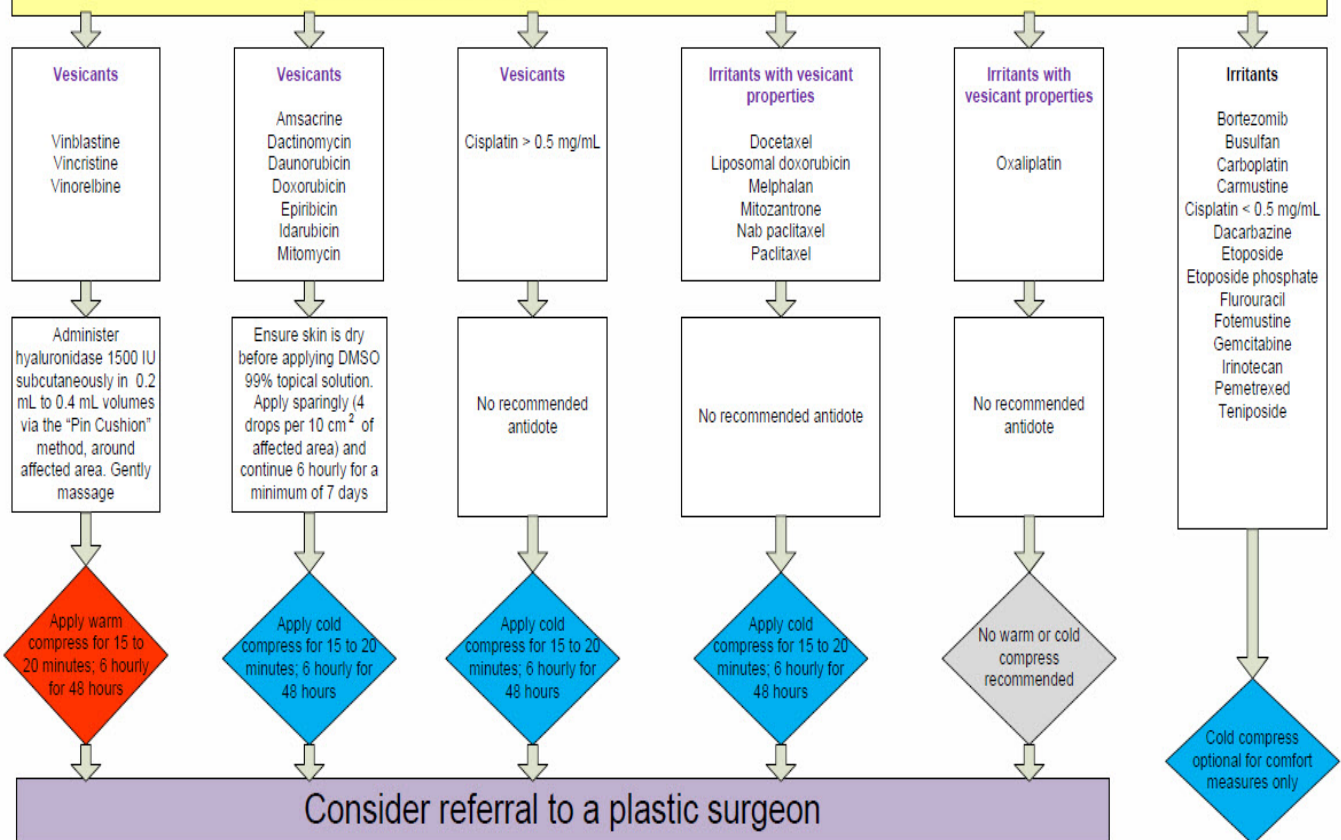 Vesicants
Vinblastine
Vincristine
Vinorelbine
Vesicants
Amsacrine
Dactinomycin
Daunorubicin
Doxorubicin
Epiribicin
Idarubicin
Mitomycin
Vesicants
Cisplatin > 0.5 mg/mL
Irritants with vesicant
properties
Docetaxel
Liposomal doxorubicin
Melphalan
Mitozantrone
Nab paclitaxel
Paclitaxel
Irritants with
vesicant properties
Oxaliplatin
Irritants
Bortezomib
Busulfan
Carboplatin
Carmustine
Cisplatin < 0.5 mg/mL
Dacarbazine
Etoposide
Etoposide phosphate
Flurouracil
Fotemustine
Gemcitabine
Irinotecan
Pemetrexed
Teniposide
Administer
hyaluronidase 1500 IU
subcutaneously in 0.2
mL to 0.4 mL volumes
via the “Pin Cushion”
method, around
affected area. Gently
massage
Ensure skin is dry
before applying DMSO
99% topical solution.
Apply sparingly (4
drops per 10 cm² of
affected area) and
continue 6 hourly for a
minimum of 7 days
No recommended
antidote
No recommended antidote
No recommended
antidote
Apply warm
compress for 15 to
20 minutes; 6 hourly
for 48 hours
Apply cold
compress for 15 to 20
minutes; 6 hourly for
48 hours
Apply cold
compress for 15 to 20
minutes; 6 hourly for
48 hours
Apply cold
compress for 15 to 20
minutes; 6 hourly for
48 hours
No warm or cold
compress
recommended
Cold compress
optional for comfort
measures only
Consider referral to a plastic surgeon